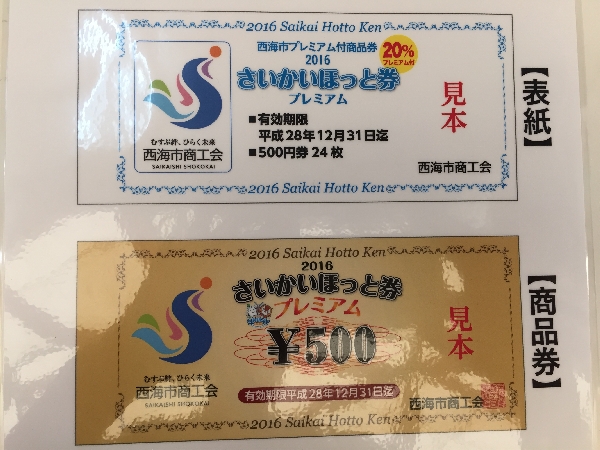 2016 Saikai Hotto Ken
西海市プレミアム付商品券
20%
プレミアム付
2016
さいかいほっと券
プレミアム
■有効期限
平成28年12月31日迄
■500円券24枚
見本
むすぶ絆、ひらく未来
西海市商工会
SAIKAISHI SHOKOKAI
西海市商工会
2016 Saikai Hotto Ken
【表紙】
2016 Saikai Hotto Ken
2016
さいかいほっと券
プレミアム
¥500
見本
むすぶ絆、ひらく未来
西海市商工会
SAIKAISHI SHOKOKAI
有効期限平成28年12月31日迄
西海市商工会
2016 Saikai Hotto Ken
【商品券】